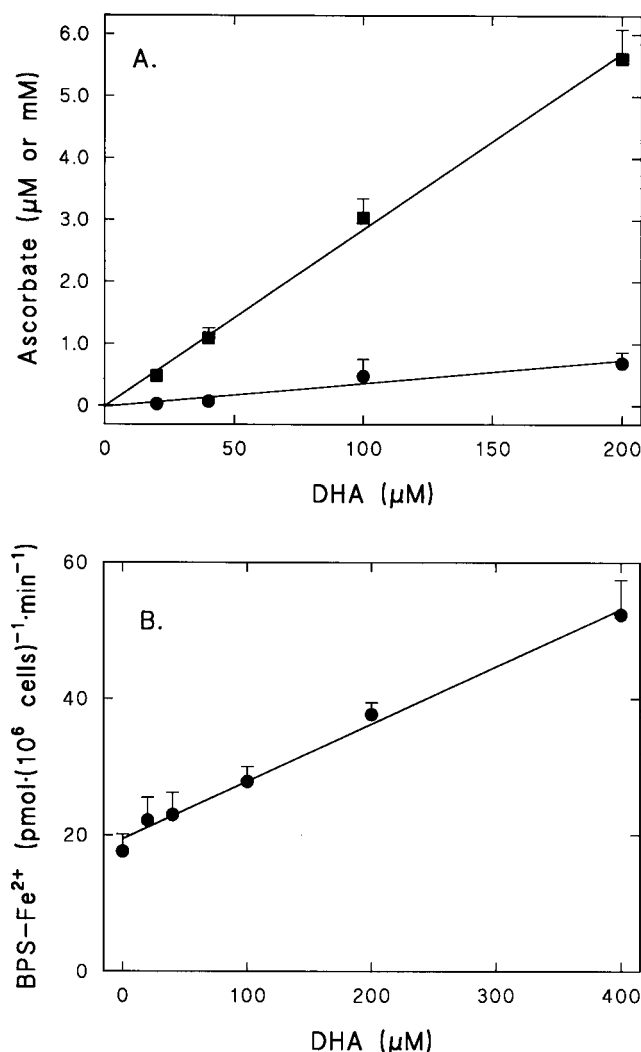 A.
6.0
5.0
3.0
2.0
1.0
0
Ascorbate (μM or mM)
0 50 100 150 200
DHA (μM)
B.
60
40
20
0
BPS-Fe²⁺ (pmol·(10⁶ cells)⁻¹·min⁻¹)
0 100 200 300 400
DHA (μM)